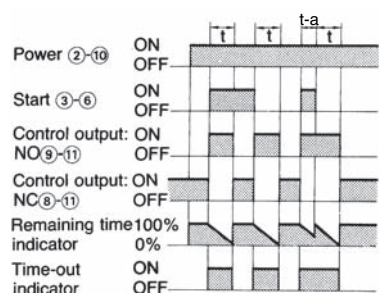 t-a
t t t
Power ②-⑩ ON
OFF
Start ③-⑥ ON
OFF
Control output: ON
NO⑨-⑪ OFF
Control output: ON
NC⑧-⑪ OFF
Remaining time 100%
indicator 0%
Time-out ON
indicator OFF